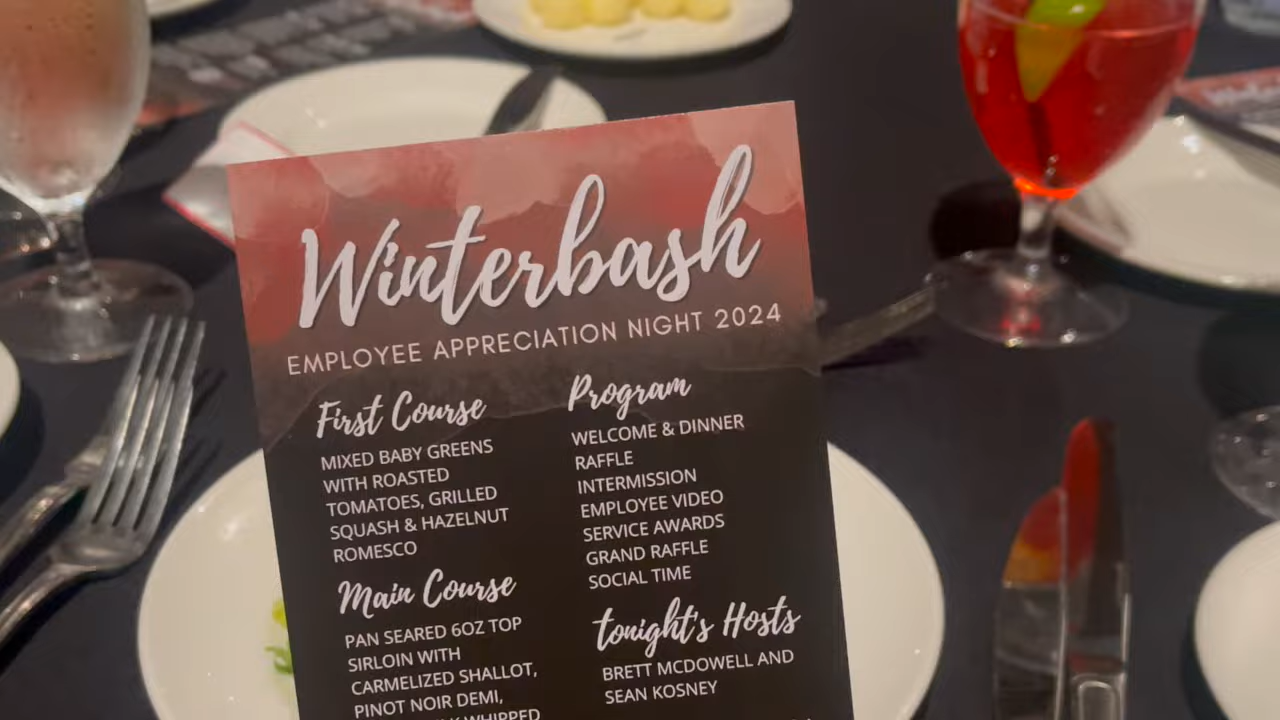 Winterbash
EMPLOYEE APPRECIATION NIGHT 2024
First Course
MIXED BABY GREENS
WITH ROASTED
TOMATOES, GRILLED
SQUASH & HAZELNUT
ROMESCO
Main Course
PAN SEARED 6OZ TOP
SIRLOIN WITH
CARMELIZED SHALLOT,
PINOT NOIR DEMI,
WHIPPED
Program
WELCOME & DINNER
RAFFLE
INTERMISSION
EMPLOYEE VIDEO
SERVICE AWARDS
GRAND RAFFLE
SOCIAL TIME
tonight's Hosts
BRETT MCDOWELL AND
SEAN KOSNEY